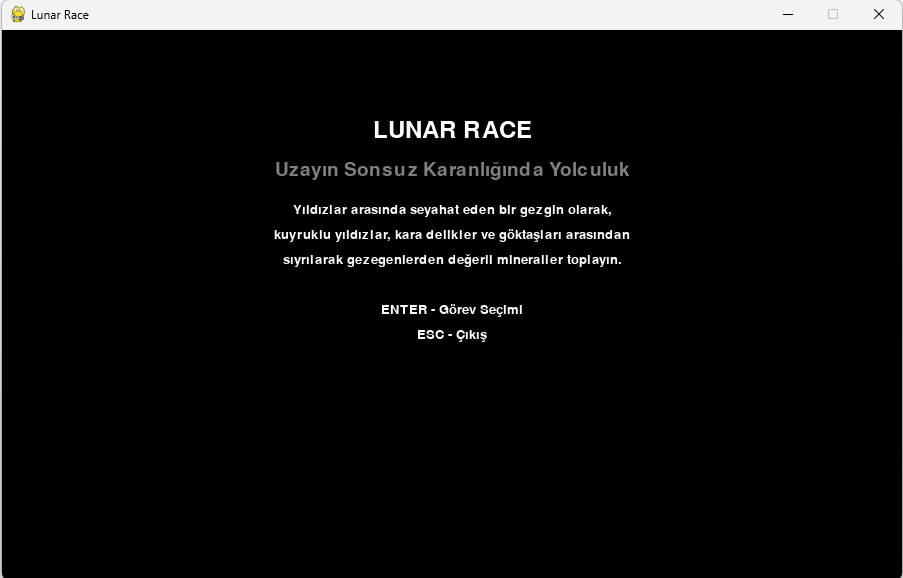 Lunar Race
LUNAR RACE
Uzayın Sonsuz Karanlığında Yolculuk
Yıldızlar arasında seyahat eden bir gezgin olarak,
kuyruklu yıldızlar, kara delikler ve göktaşları arasından
sıyrılarak gezegenlerden değerli mineraller toplayın.
ENTER - Görev Seçimi
ESC - Çıkış